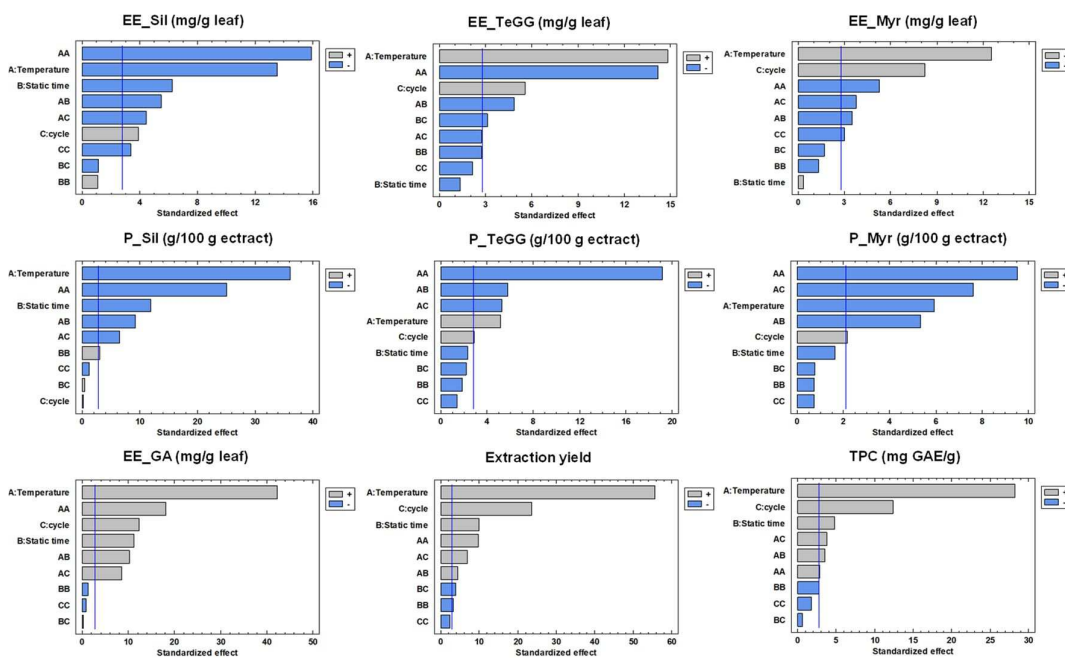 EE_Sil (mg/g leaf)
AA
A:Temperature
B:Static time
AB
AC
C:cycle
CC
BC
BB
0 4 8 12 16
Standardized effect
+
-
EE_TeGG (mg/g leaf)
A:Temperature
AA
C:cycle
AB
BC
AC
BB
CC
B:Static time
0 3 6 9 12 15
Standardized effect
+
-
EE_Myr (mg/g leaf)
A:Temperature
C:cycle
AA
AC
AB
CC
BC
BB
B:Static time
0 3 6 9 12 15
Standardized effect
P_Sil (g/100 g ectract)
A:Temperature
AA
B:Static time
AB
AC
BB
CC
BC
C:cycle
0 10 20 30 40
Standardized effect
+
-
P_TeGG (g/100 g ectract)
AA
AB
AC
A:Temperature
C:cycle
B:Static time
BC
BB
CC
0 4 8 12 16 20
Standardized effect
+
-
P_Myr (g/100 g ectract)
AA
AC
A:Temperature
AB
C:cycle
B:Static time
BC
BB
CC
0 2 4 6 8 10
Standardized effect
EE_GA (mg/g leaf)
A:Temperature
AA
C:cycle
B:Static time
AB
AC
BB
CC
BC
0 10 20 30 40 50
Standardized effect
+
-
Extraction yield
A:Temperature
C:cycle
B:Static time
AA
AC
AB
BC
BB
CC
0 10 20 30 40 50 60
Standardized effect
+
-
TPC (mg GAE/g)
A:Temperature
C:cycle
B:Static time
AC
AB
AA
BB
CC
BC
0 5 10 15 20 25 30
Standardized effect